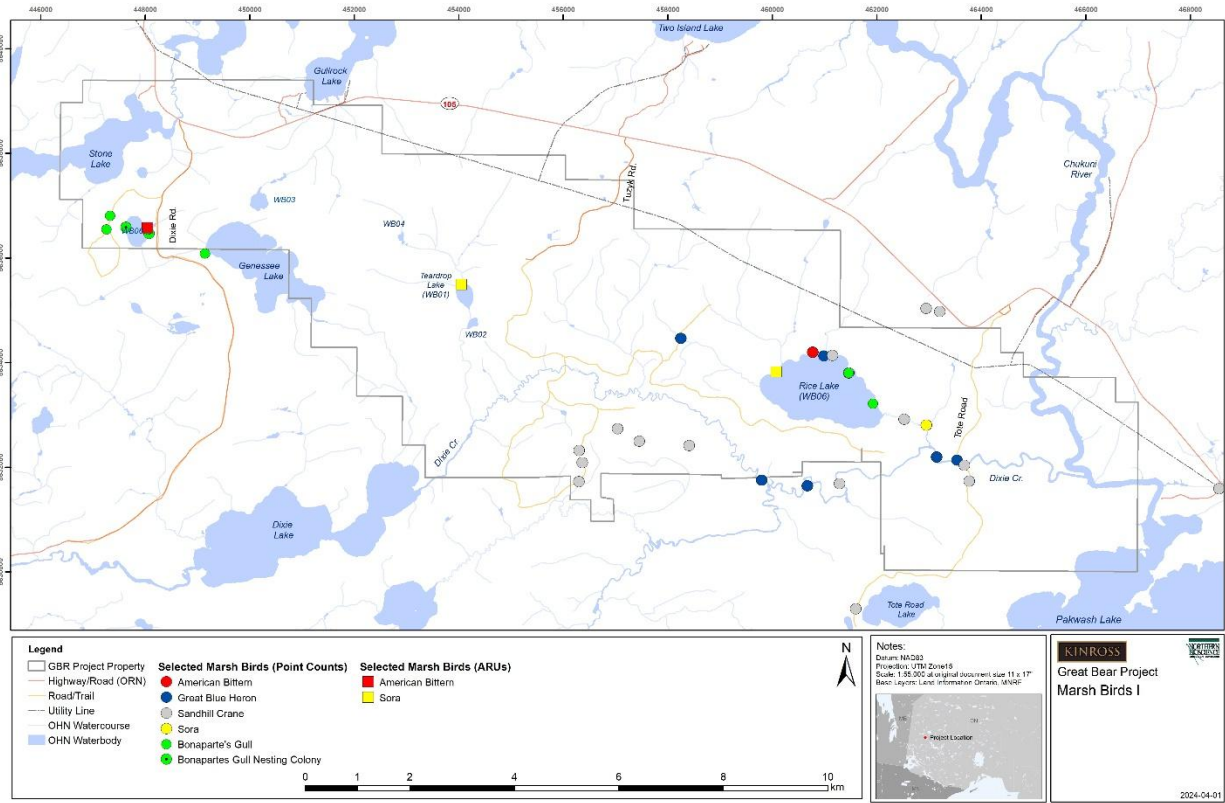 446000 448000 450000 452000 454000 456000 458000 460000 462000 464000 466000 468000
Two Island Lake
Gullrock
Lake
105
Stone
Lake
Chukuni
River
Tuzyk Rd.
WB03
Dixie Rd.
WB04
Genessee
Lake
Teardrop
Lake
(WB01)
WB02
Rice Lake
(WB06)
Tote Road
Dixie Cr
Dixie Cr.
Dixie
Lake
Tote Road
Lake
Pakwash Lake
Legend
GBR Project Property
Highway/Road (ORN)
Road/Trail
Utility Line
OHN Watercourse
OHN Waterbody
Selected Marsh Birds (Point Counts)
American Bittern
Great Blue Heron
Sandhill Crane
Sora
Bonaparte's Gull
Bonapartes Gull Nesting Colony
Selected Marsh Birds (ARUs)
American Bittern
Sora
N
0 1 2 4 6 8 10
km
Notes:
Datum: NAD83
Projection: UTM Zone15
Scale: 1:55,000 at original document size 11 x 17"
Base Layers: Land Information Ontario, MNRF
ON
Project Location
KINROSS
NORTHERN
BIOSCIENCE
Great Bear Project
Marsh Birds I
2024-04-01